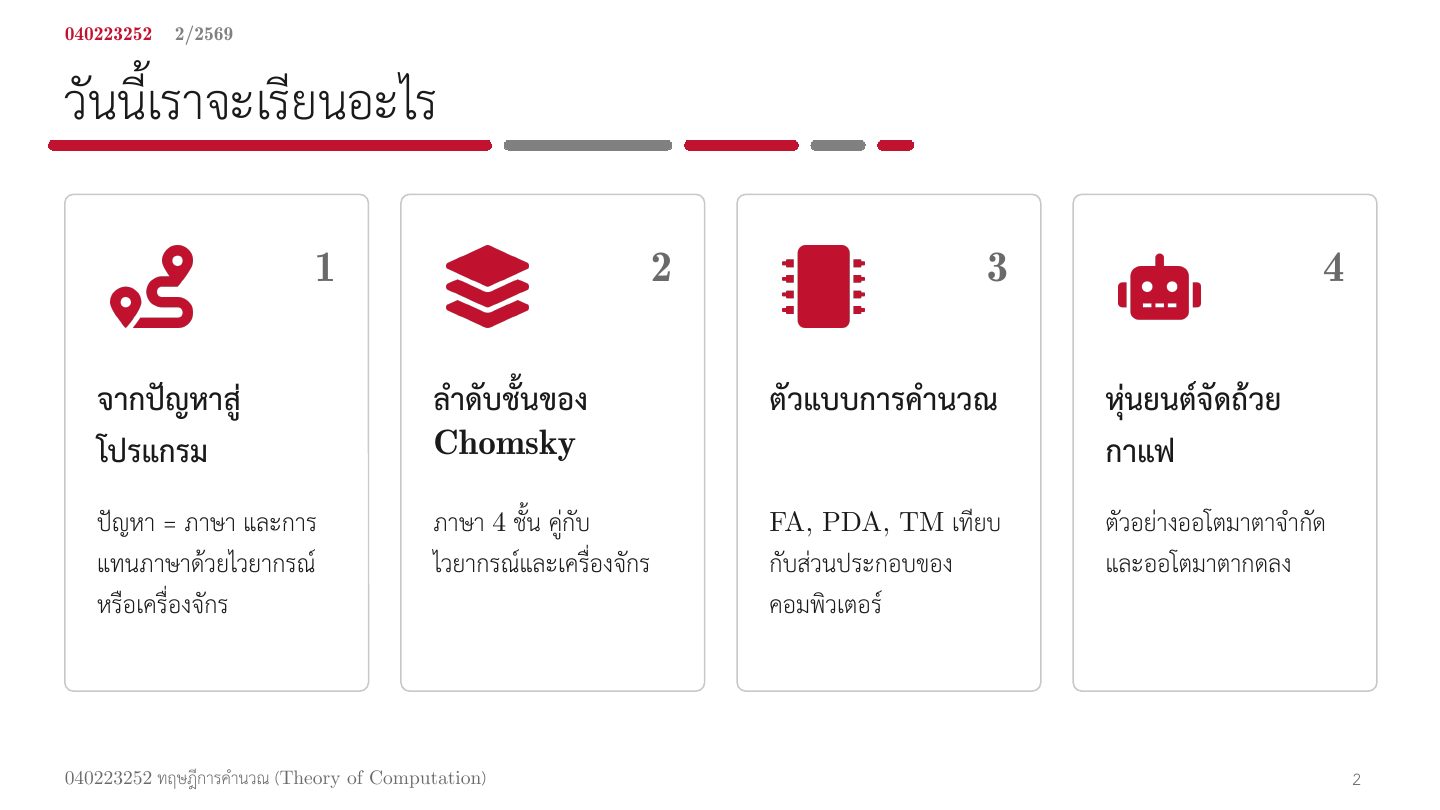 040223252 2/2569
วันนี้เราจะเรียนอะไร
1
จากปัญหาสู่
โปรแกรม
ปัญหา = ภาษา และการ
แทนภาษาด้วยไวยากรณ์
หรือเครื่องจักร
2
ลำดับชั้นของ
Chomsky
ภาษา 4 ชั้น คู่กับ
ไวยากรณ์และเครื่องจักร
3
ตัวแบบการคำนวณ
FA, PDA, TM เทียบ
กับส่วนประกอบของ
คอมพิวเตอร์
4
หุ่นยนต์จัดถ้วย
กาแฟ
ตัวอย่างออโตมาตาจำกัด
และออโตมาตากดลง
040223252 ทฤษฎีการคำนวณ (Theory of Computation)
2